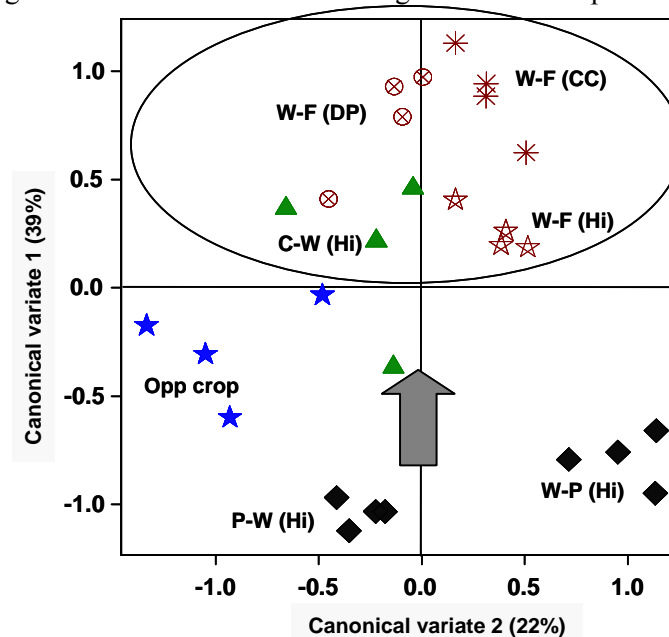 1.0
W-F (CC)
W-F (DP)
0.5
W-F (Hi)
C-W (Hi)
0.0
Canonical variate 1 (39%)
Opp crop
-0.5
W-P (Hi)
-1.0
P-W (Hi)
-1.0
-0.5
0.0
0.5
1.0
Canonical variate 2 (22%)